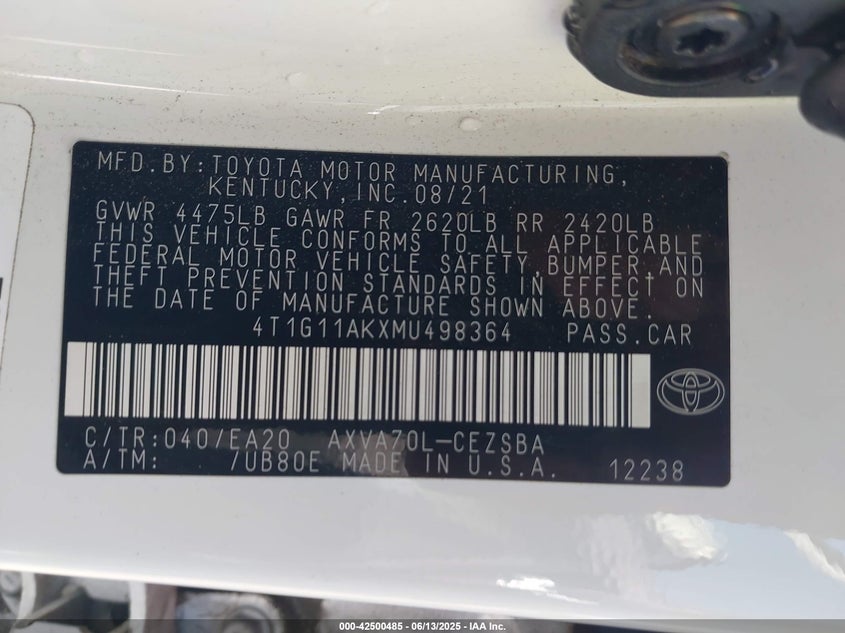 MFD.BY:TOYOTA MOTOR MANUFACTURING,
KENTUCKY,INC.08/21
GVWR 4475LB GAWR FR 2620LB RR 2420LB
THIS VEHICLE CONFORMS TO ALL APPLICABLE
FEDERAL MOTOR VEHICLE SAFETY,BUMPER,AND
THEFT PREVENTION STANDARDS IN EFFECT ON
THE DATE OF MANUFACTURE SHOWN ABOVE.
4T1G11AKXMU498364 PASS.CAR
C/TR:040/EA20 AXVA70L-CEZSBA
A/TM: /UB80E MADE IN U.S.A. 12238
000-42500485 - 06/13/2025 - IAA Inc.